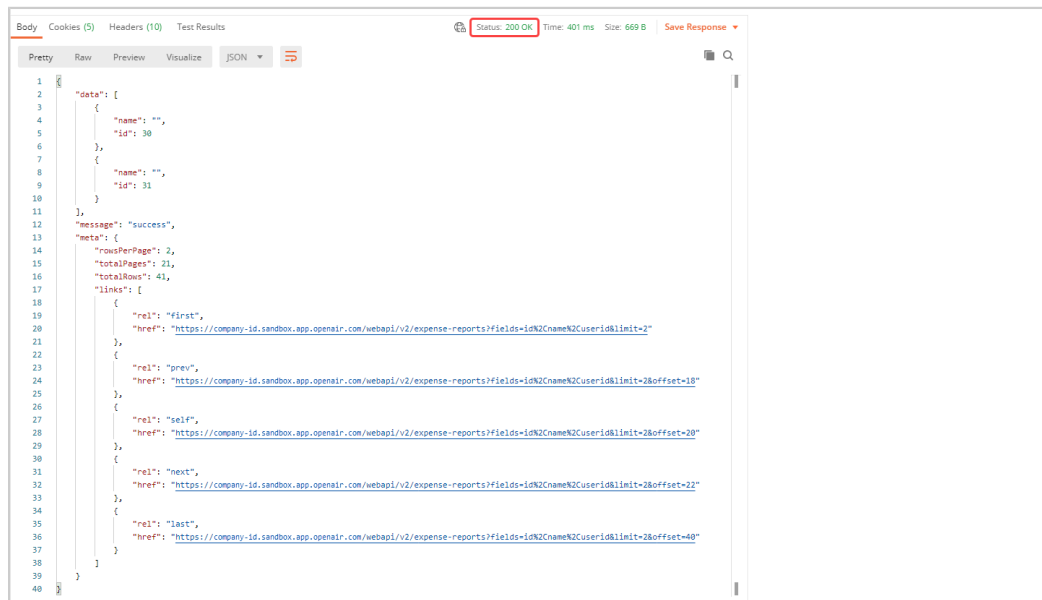 Body Cookies (5) Headers (10) Test Results Status: 200 OK Time: 401 ms Size: 669 B Save Response
Pretty Raw Preview Visualize JSON
1 {
2 "data": [
3 {
4 "name": "",
5 "id": 30
6 },
7 {
8 "name": "",
9 "id": 31
10 }
11 ],
12 "message": "success",
13 "meta": {
14 "rowsPerPage": 2,
15 "totalPages": 21,
16 "totalRows": 41,
17 "links": [
18 {
19 "rel": "first",
20 "href": "https://company-id.sandbox.app.openair.com/webapi/v2/expense-reports?fields=id%2Cname%2Cuserid&limit=2"
21 },
22 {
23 "rel": "prev",
24 "href": "https://company-id.sandbox.app.openair.com/webapi/v2/expense-reports?fields=id%2Cname%2Cuserid&limit=2&offset=18"
25 },
26 {
27 "rel": "self",
28 "href": "https://company-id.sandbox.app.openair.com/webapi/v2/expense-reports?fields=id%2Cname%2Cuserid&limit=2&offset=20"
29 },
30 {
31 "rel": "next",
32 "href": "https://company-id.sandbox.app.openair.com/webapi/v2/expense-reports?fields=id%2Cname%2Cuserid&limit=2&offset=22"
33 },
34 {
35 "rel": "last",
36 "href": "https://company-id.sandbox.app.openair.com/webapi/v2/expense-reports?fields=id%2Cname%2Cuserid&limit=2&offset=40"
37 }
38 ]
39 }
40 }